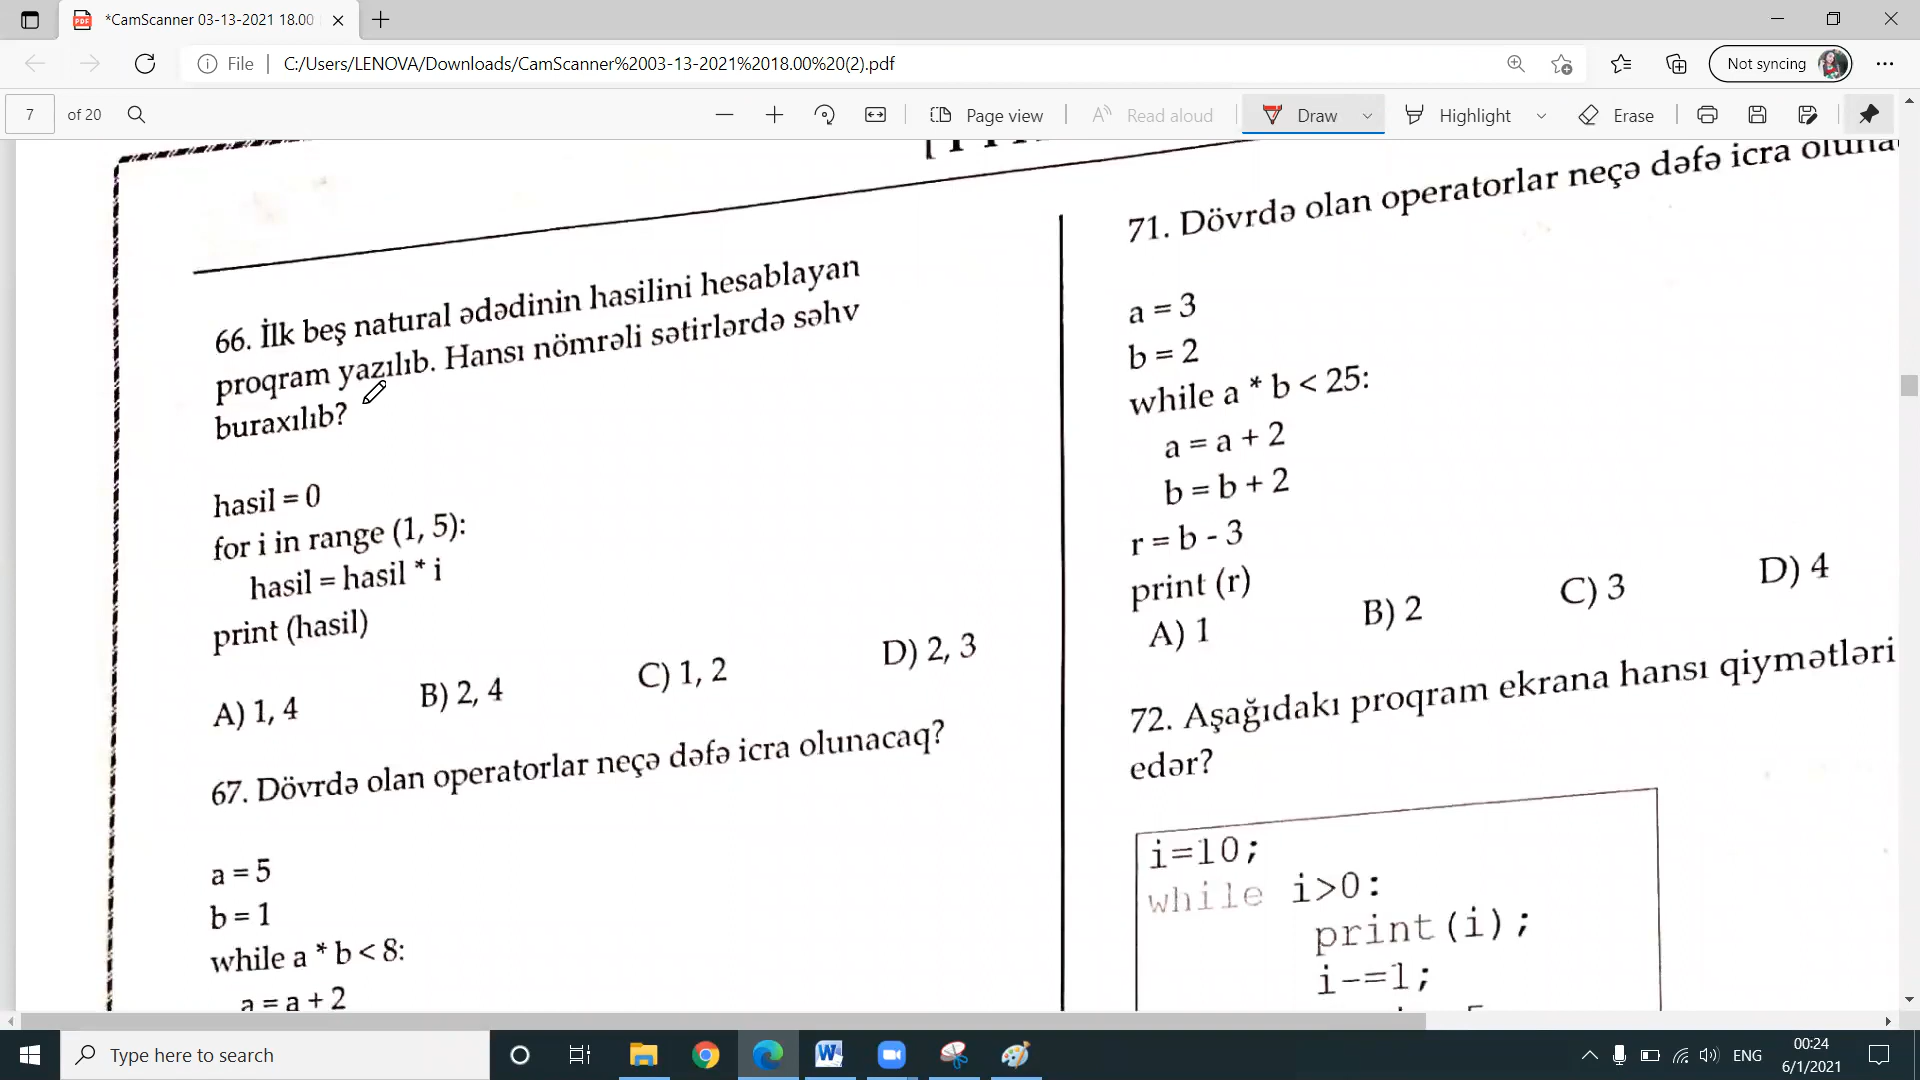 *CamScanner 03-13-2021 18.00
File
C:/Users/LENOVA/Downloads/CamScanner%2003-13-2021%2018.00%20(2).pdf
Not syncing
7 of 20
Page view
Read aloud
Draw
Highlight
Erase
66. İlk beş natural ədədinin hasilini hesablayan
proqram yazılıb. Hansı nömrəli sətirlərdə səhv
buraxılıb?
hasil = 0
for i in range (1, 5):
hasil = hasil * i
print (hasil)
A) 1, 4 B) 2, 4 C) 1, 2 D) 2, 3
67. Dövrdə olan operatorlar neçə dəfə icra olunacaq?
a = 5
b = 1
while a * b < 8:
a = a + 2
71. Dövrdə olan operatorlar neçə dəfə icra
a = 3
b = 2
while a * b < 25:
a = a + 2
b = b + 2
r = b - 3
print (r)
A) 1 B) 2 C) 3 D) 4
72. Aşağıdakı proqram ekrana hansı qiymətləri
edər?
i=10;
while i>0:
print(i);
i-=1;
Type here to search
ENG
00:24
6/1/2021